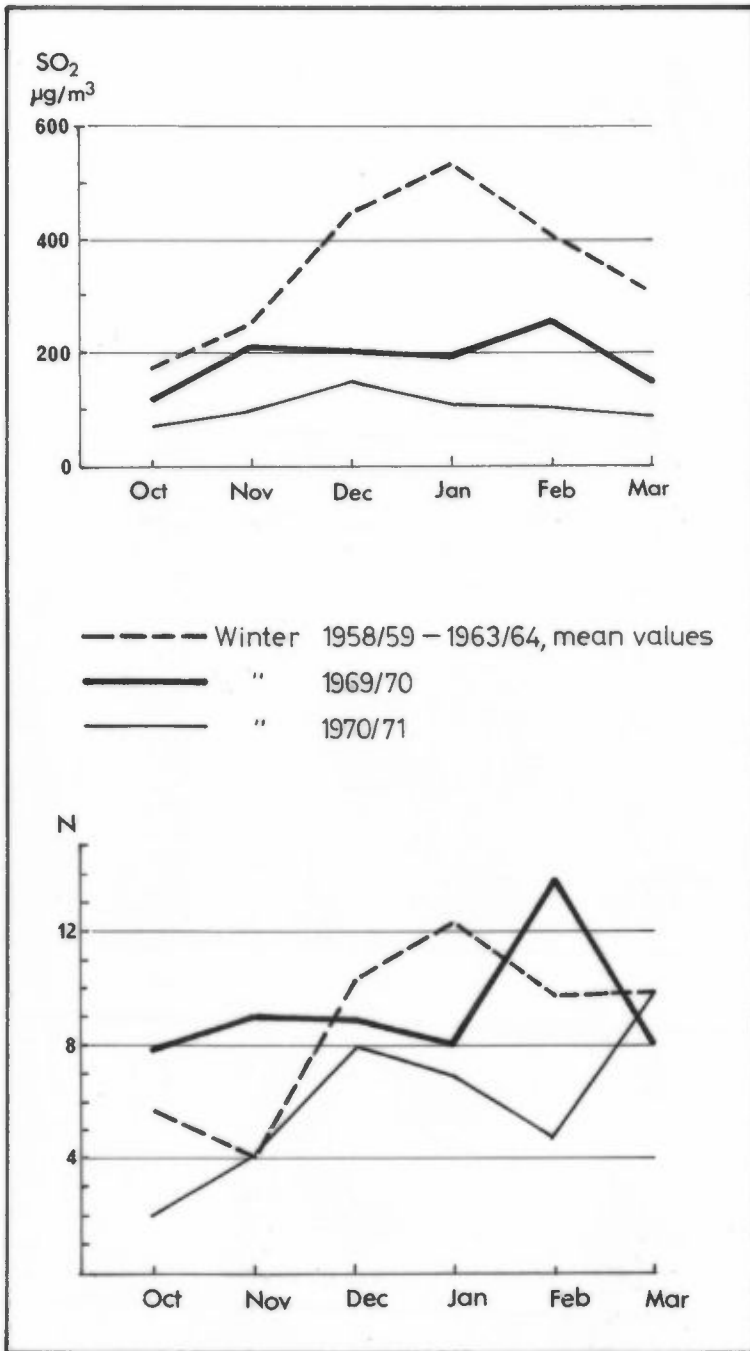 SO₂
µg/m³
600
400
200
0
Oct Nov Dec Jan Feb Mar
Winter 1958/59 – 1963/64, mean values
" 1969/70
" 1970/71
N
12
8
4
Oct Nov Dec Jan Feb Mar